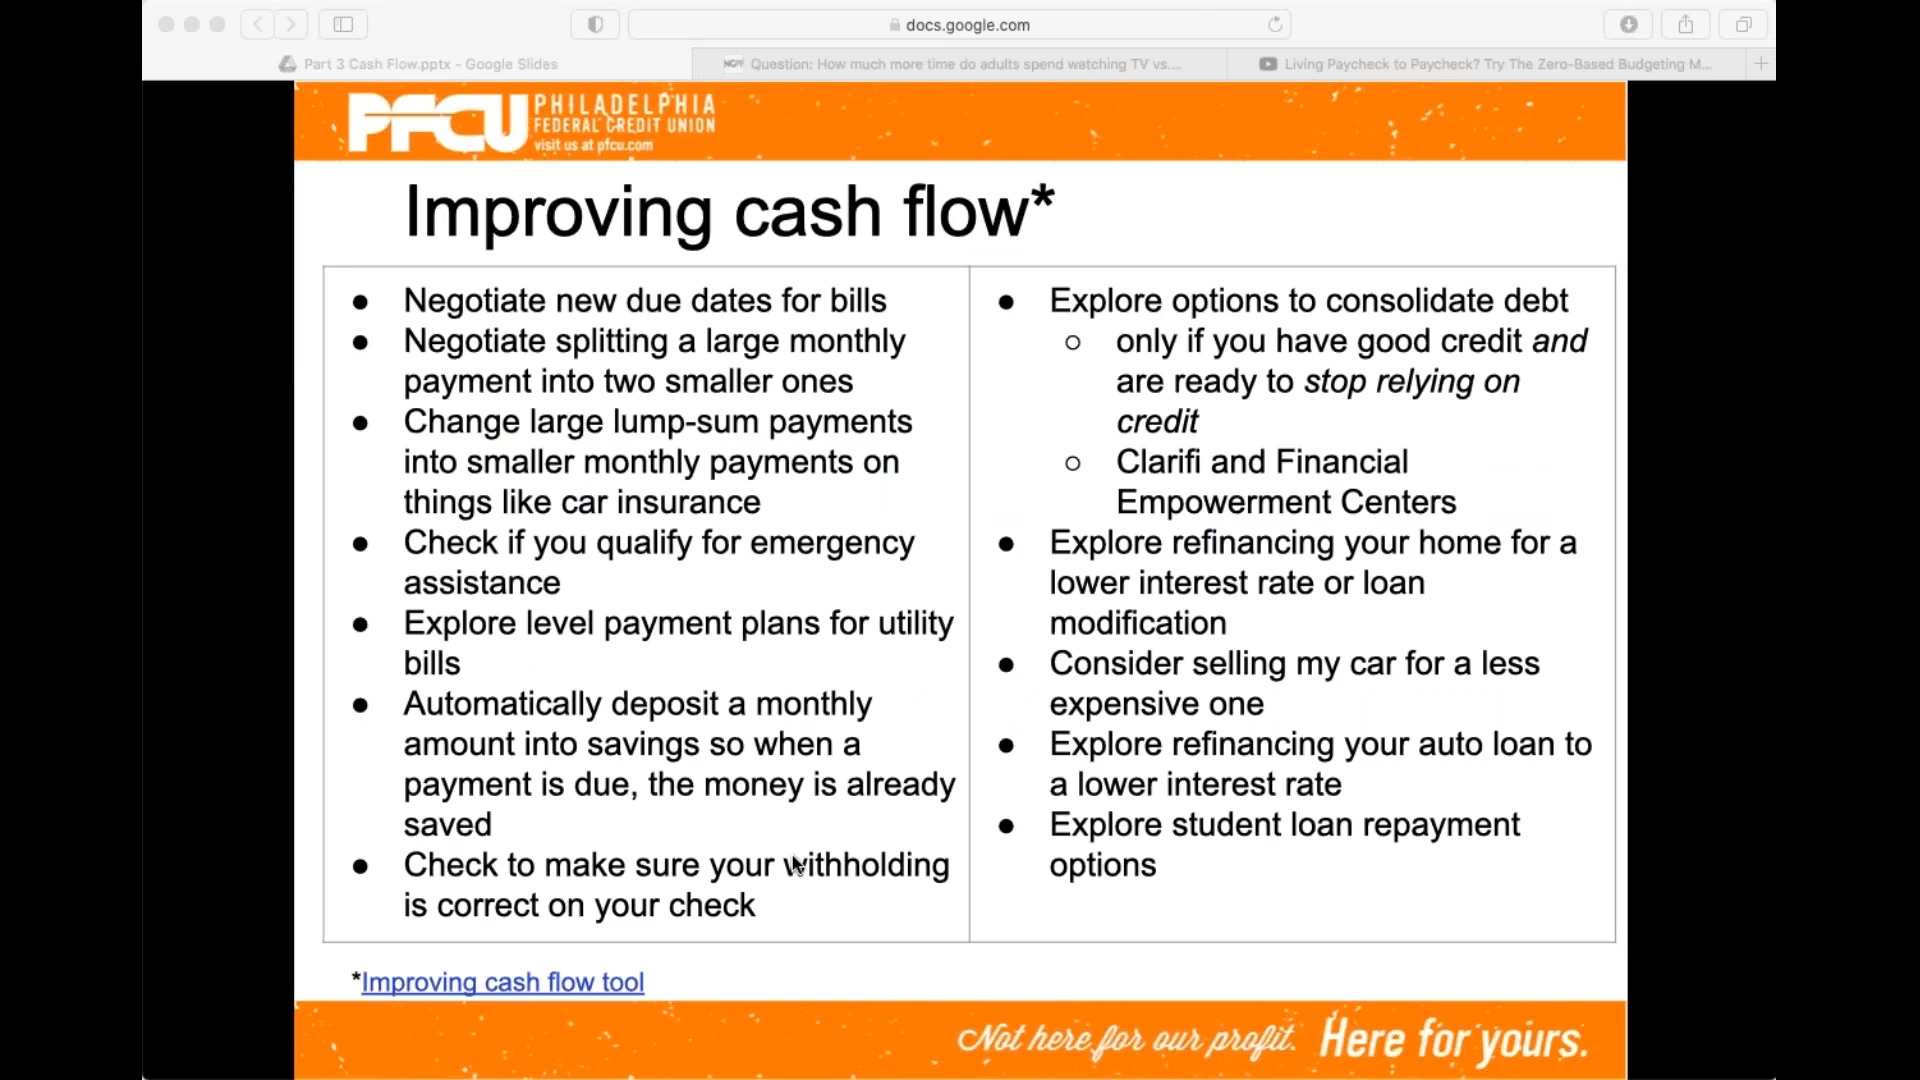 docs.google.com
Part 3 Cash Flow.pptx - Google Slides
NGPF Question: How much more time do adults spend watching TV vs....
Living Paycheck to Paycheck? Try The Zero-Based Budgeting M...
PFCU
PHILADELPHIA
FEDERAL CREDIT UNION
visit us at pfcu.com
Improving cash flow*
● Negotiate new due dates for bills
● Negotiate splitting a large monthly
payment into two smaller ones
● Change large lump-sum payments
into smaller monthly payments on
things like car insurance
● Check if you qualify for emergency
assistance
● Explore level payment plans for utility
bills
● Automatically deposit a monthly
amount into savings so when a
payment is due, the money is already
saved
● Check to make sure your withholding
is correct on your check
● Explore options to consolidate debt
○ only if you have good credit and
are ready to stop relying on
credit
○ Clarifi and Financial
Empowerment Centers
● Explore refinancing your home for a
lower interest rate or loan
modification
● Consider selling my car for a less
expensive one
● Explore refinancing your auto loan to
a lower interest rate
● Explore student loan repayment
options
*Improving cash flow tool
Not here for our profit. Here for yours.